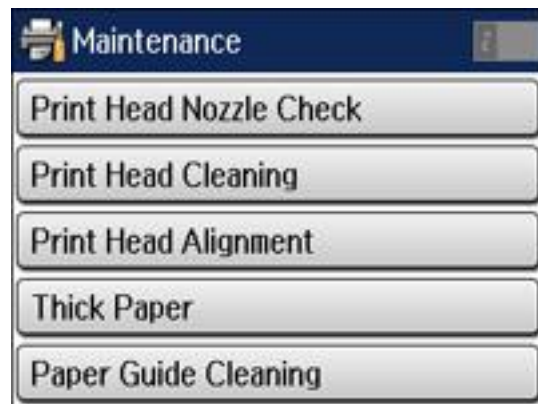 Maintenance
Print Head Nozzle Check
Print Head Cleaning
Print Head Alignment
Thick Paper
Paper Guide Cleaning